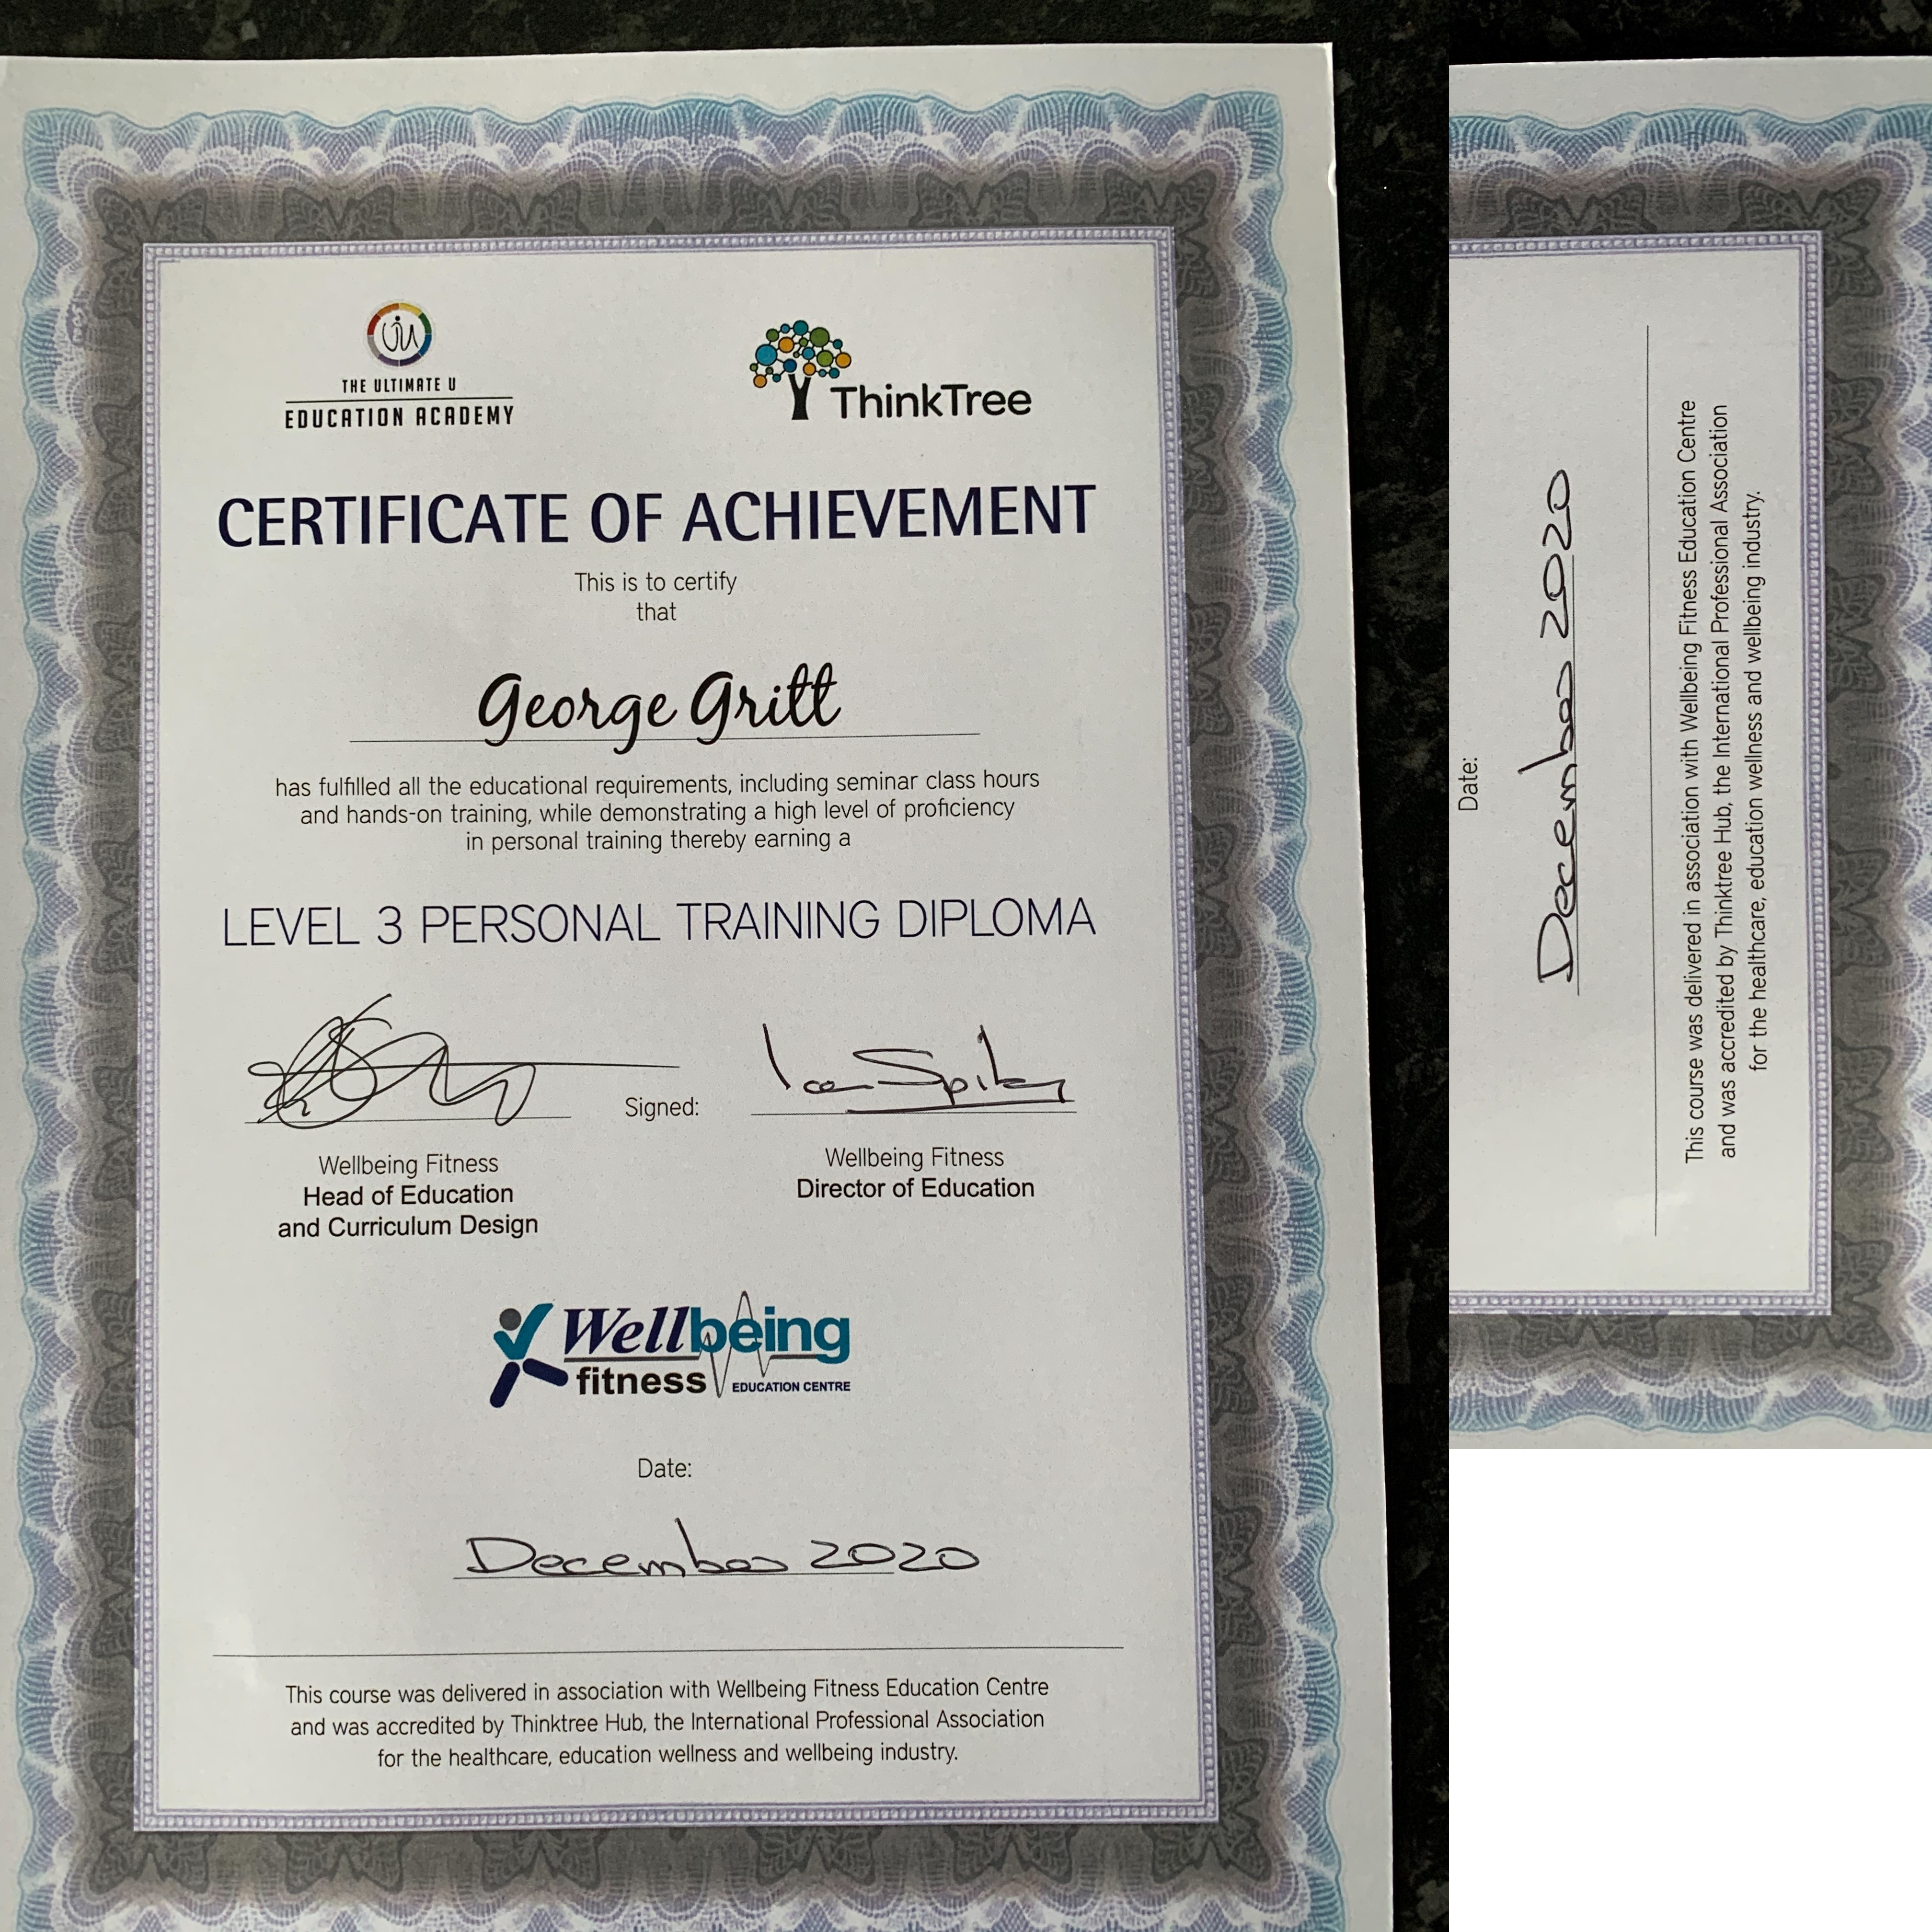 THE ULTIMATE U
EDUCATION ACADEMY
ThinkTree
CERTIFICATE OF ACHIEVEMENT
This is to certify
that
George Gritt
has fulfilled all the educational requirements, including seminar class hours
and hands-on training, while demonstrating a high level of proficiency
in personal training thereby earning a
LEVEL 3 PERSONAL TRAINING DIPLOMA
Signed:
Wellbeing Fitness
Head of Education
and Curriculum Design
Wellbeing Fitness
Director of Education
Wellbeing
fitness
EDUCATION CENTRE
Date:
December 2020
This course was delivered in association with Wellbeing Fitness Education Centre
and was accredited by Thinktree Hub, the International Professional Association
for the healthcare, education wellness and wellbeing industry.
Date:
December 2020
This course was delivered in association with Wellbeing Fitness Education Centre
and was accredited by Thinktree Hub, the International Professional Association
for the healthcare, education wellness and wellbeing industry.